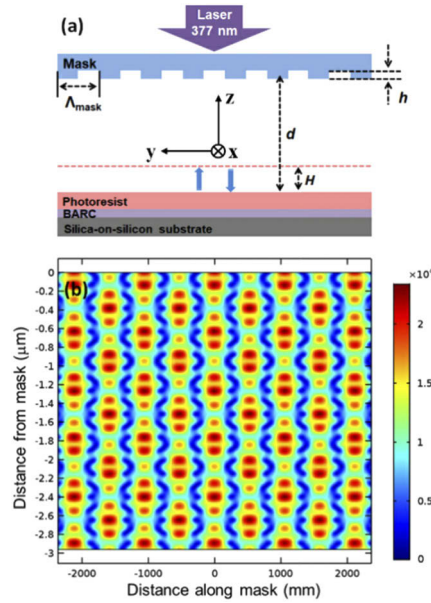 (a)
Laser
377 nm
Mask
Λmask
h
z
d
y
x
H
Photoresist
BARC
Silica-on-silicon substrate
(b)
Distance from mask (μm)
0
-0.2
-0.4
-0.6
-0.8
-1
-1.2
-1.4
-1.6
-1.8
-2
-2.2
-2.4
-2.6
-2.8
-3
-2000
-1000
0
1000
2000
Distance along mask (mm)
2
1.5
1
0.5
0